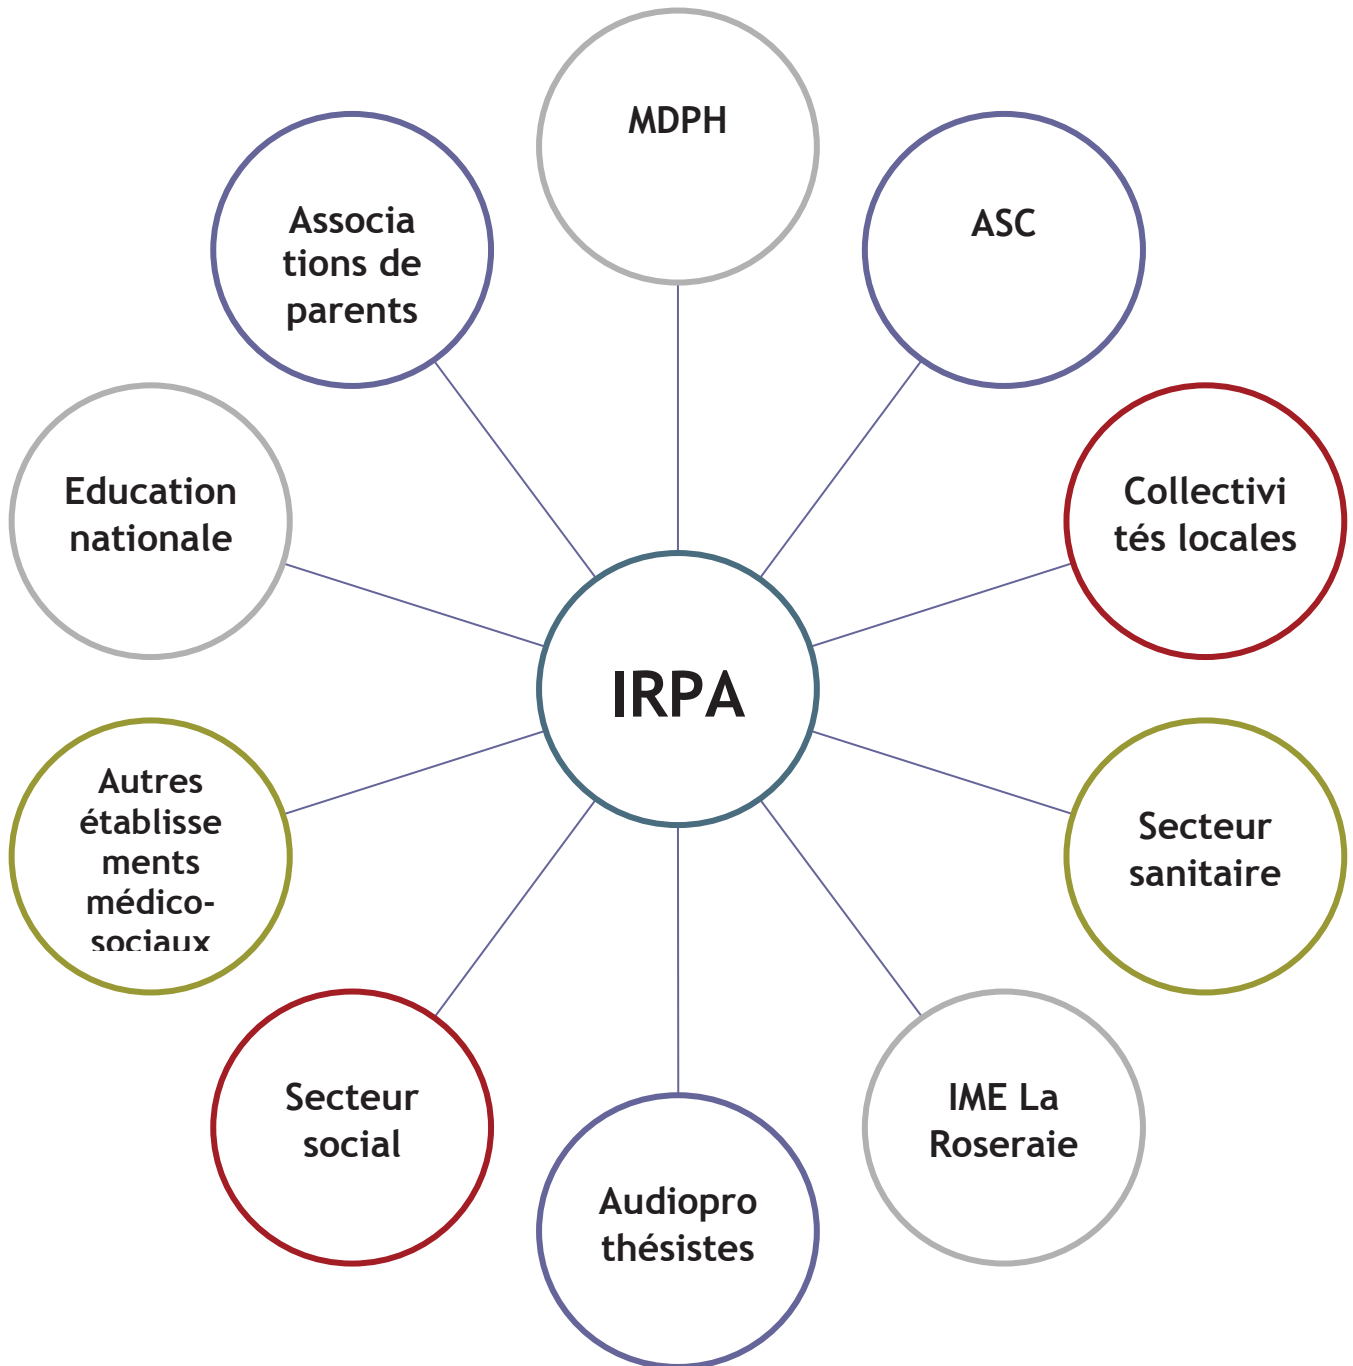 MDPH
ASC
Associa
tions de
parents
Education
nationale
Collectivi
tés locales
IRPA
Autres
établisse
ments
médico-
sociaux
Secteur
sanitaire
Secteur
social
IME La
Roseraie
Audiopro
thésistes